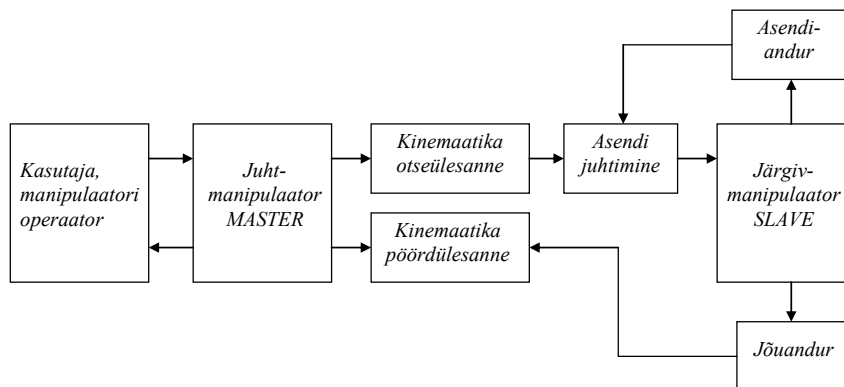 Asendi-
andur
Kasutaja,
manipulaatori
operaator
Juht-
manipulaator
MASTER
Kinemaatika
otseülesanne
Asendi
juhtimine
Järgiv-
manipulaator
SLAVE
Kinemaatika
pöördülesanne
Jõuandur